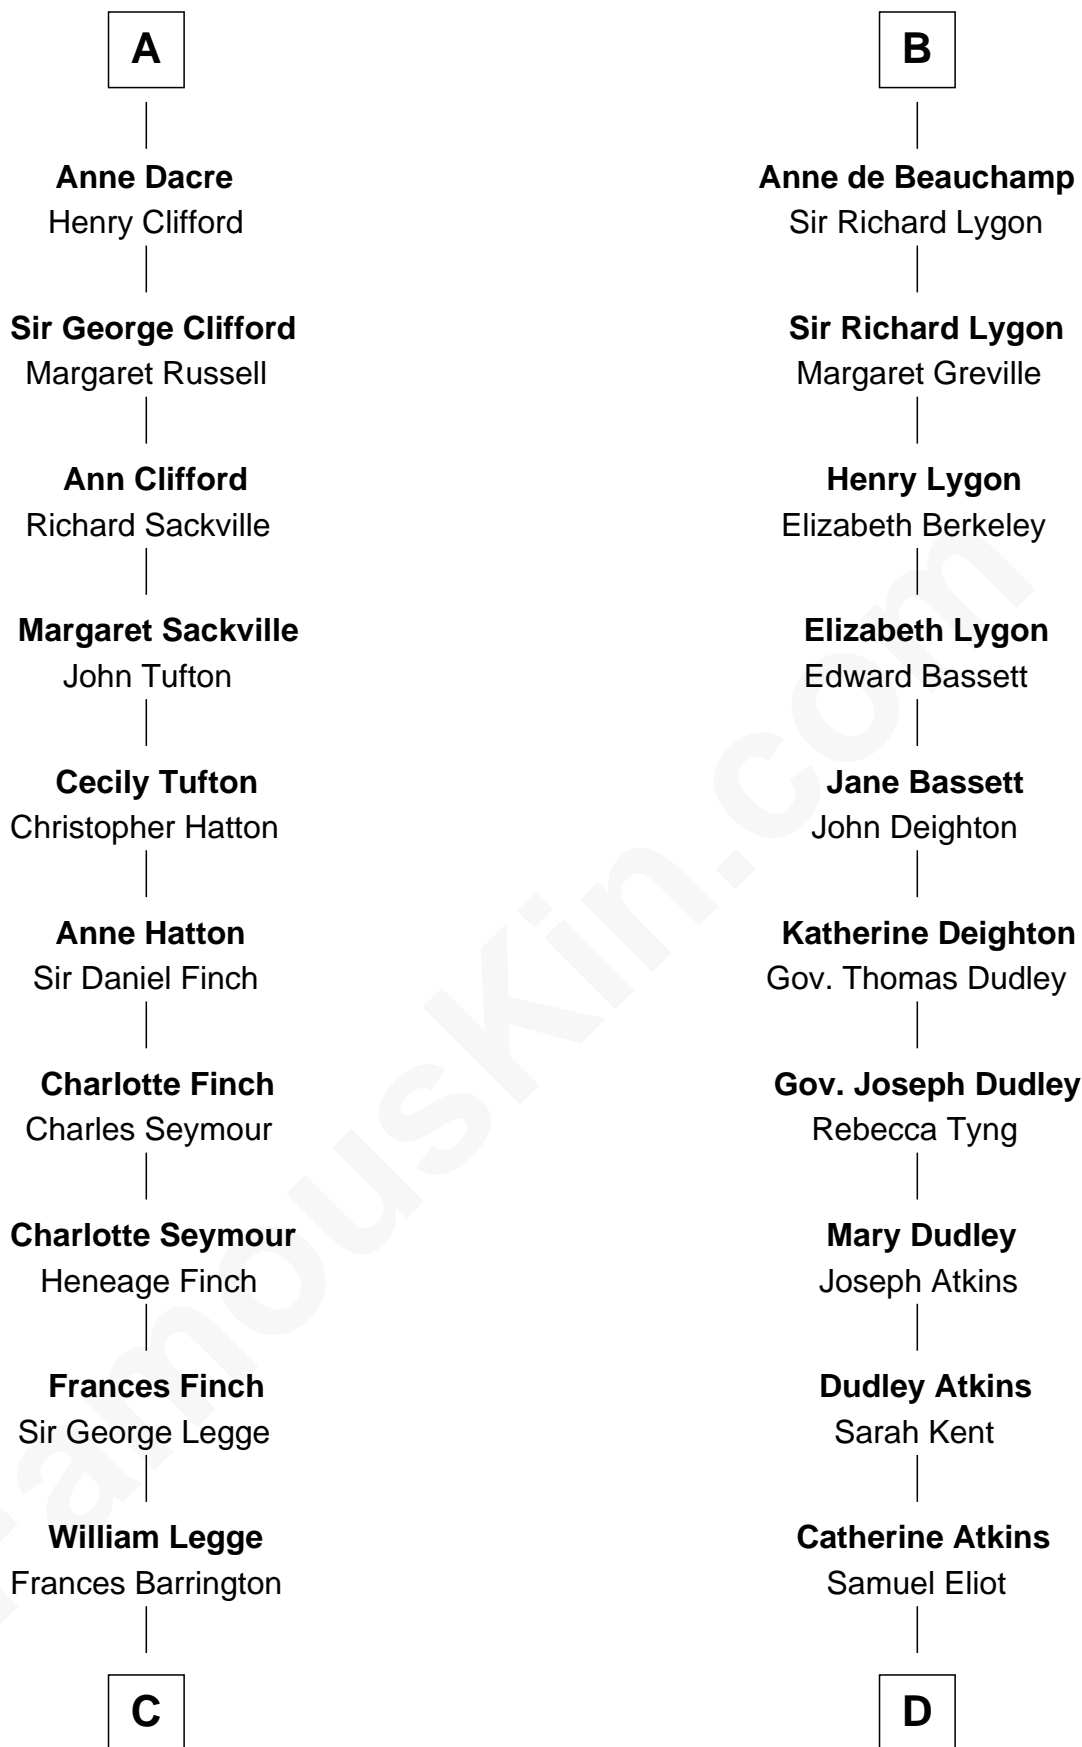 A
Anne Dacre
Henry Clifford
Sir George Clifford
Margaret Russell
Ann Clifford
Richard Sackville
Margaret Sackville
John Tufton
Cecily Tufton
Christopher Hatton
Anne Hatton
Sir Daniel Finch
Charlotte Finch
Charles Seymour
Charlotte Seymour
Heneage Finch
Frances Finch
Sir George Legge
William Legge
Frances Barrington
C
B
Anne de Beauchamp
Sir Richard Lygon
Sir Richard Lygon
Margaret Greville
Henry Lygon
Elizabeth Berkeley
Elizabeth Lygon
Edward Bassett
Jane Bassett
John Deighton
Katherine Deighton
Gov. Thomas Dudley
Gov. Joseph Dudley
Rebecca Tyng
Mary Dudley
Joseph Atkins
Dudley Atkins
Sarah Kent
Catherine Atkins
Samuel Eliot
D
FamousKin.com